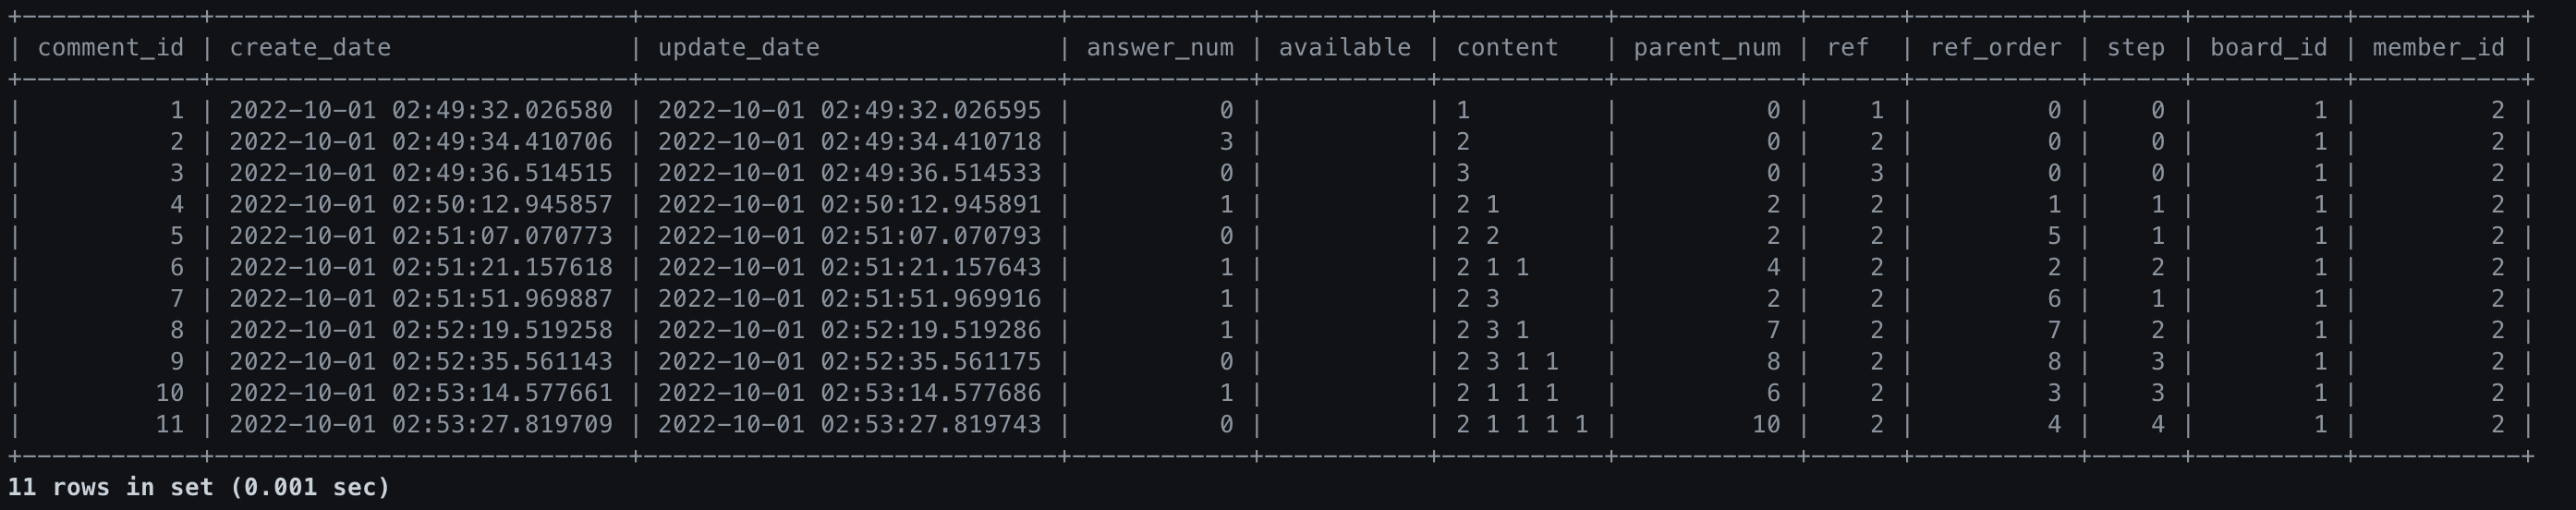 +------------+----------------------------+----------------------------+------------+-----------+-----------+------------+------+-----------+------+----------+-----------+
| comment_id | create_date                | update_date                | answer_num | available | content   | parent_num | ref  | ref_order | step | board_id | member_id |
+------------+----------------------------+----------------------------+------------+-----------+-----------+------------+------+-----------+------+----------+-----------+
|          1 | 2022-10-01 02:49:32.026580 | 2022-10-01 02:49:32.026595 |          0 |           | 1         |          0 |    1 |         0 |    0 |        1 |         2 |
|          2 | 2022-10-01 02:49:34.410706 | 2022-10-01 02:49:34.410718 |          3 |           | 2         |          0 |    2 |         0 |    0 |        1 |         2 |
|          3 | 2022-10-01 02:49:36.514515 | 2022-10-01 02:49:36.514533 |          0 |           | 3         |          0 |    3 |         0 |    0 |        1 |         2 |
|          4 | 2022-10-01 02:50:12.945857 | 2022-10-01 02:50:12.945891 |          1 |           | 2 1       |          2 |    2 |         1 |    1 |        1 |         2 |
|          5 | 2022-10-01 02:51:07.070773 | 2022-10-01 02:51:07.070793 |          0 |           | 2 2       |          2 |    2 |         5 |    1 |        1 |         2 |
|          6 | 2022-10-01 02:51:21.157618 | 2022-10-01 02:51:21.157643 |          1 |           | 2 1 1     |          4 |    2 |         2 |    2 |        1 |         2 |
|          7 | 2022-10-01 02:51:51.969887 | 2022-10-01 02:51:51.969916 |          1 |           | 2 3       |          2 |    2 |         6 |    1 |        1 |         2 |
|          8 | 2022-10-01 02:52:19.519258 | 2022-10-01 02:52:19.519286 |          1 |           | 2 3 1     |          7 |    2 |         7 |    2 |        1 |         2 |
|          9 | 2022-10-01 02:52:35.561143 | 2022-10-01 02:52:35.561175 |          0 |           | 2 3 1 1   |          8 |    2 |         8 |    3 |        1 |         2 |
|         10 | 2022-10-01 02:53:14.577661 | 2022-10-01 02:53:14.577686 |          1 |           | 2 1 1 1   |          6 |    2 |         3 |    3 |        1 |         2 |
|         11 | 2022-10-01 02:53:27.819709 | 2022-10-01 02:53:27.819743 |          0 |           | 2 1 1 1 1 |         10 |    2 |         4 |    4 |        1 |         2 |
+------------+----------------------------+----------------------------+------------+-----------+-----------+------------+------+-----------+------+----------+-----------+
11 rows in set (0.001 sec)